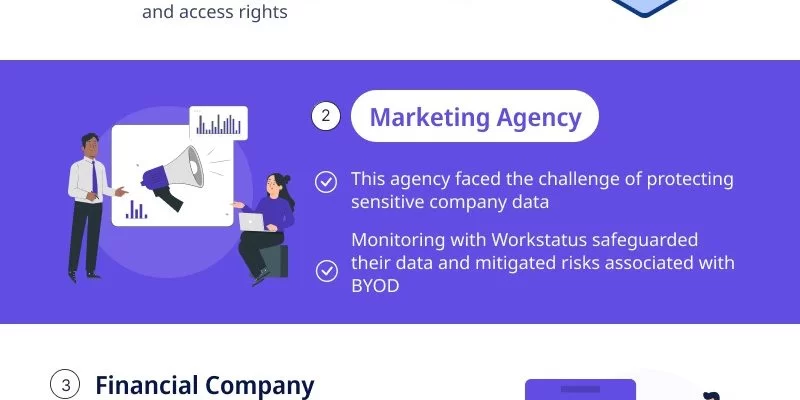 and access rights
2
Marketing Agency
This agency faced the challenge of protecting
sensitive company data
Monitoring with Workstatus safeguarded
their data and mitigated risks associated with
BYOD
3
Financial Company